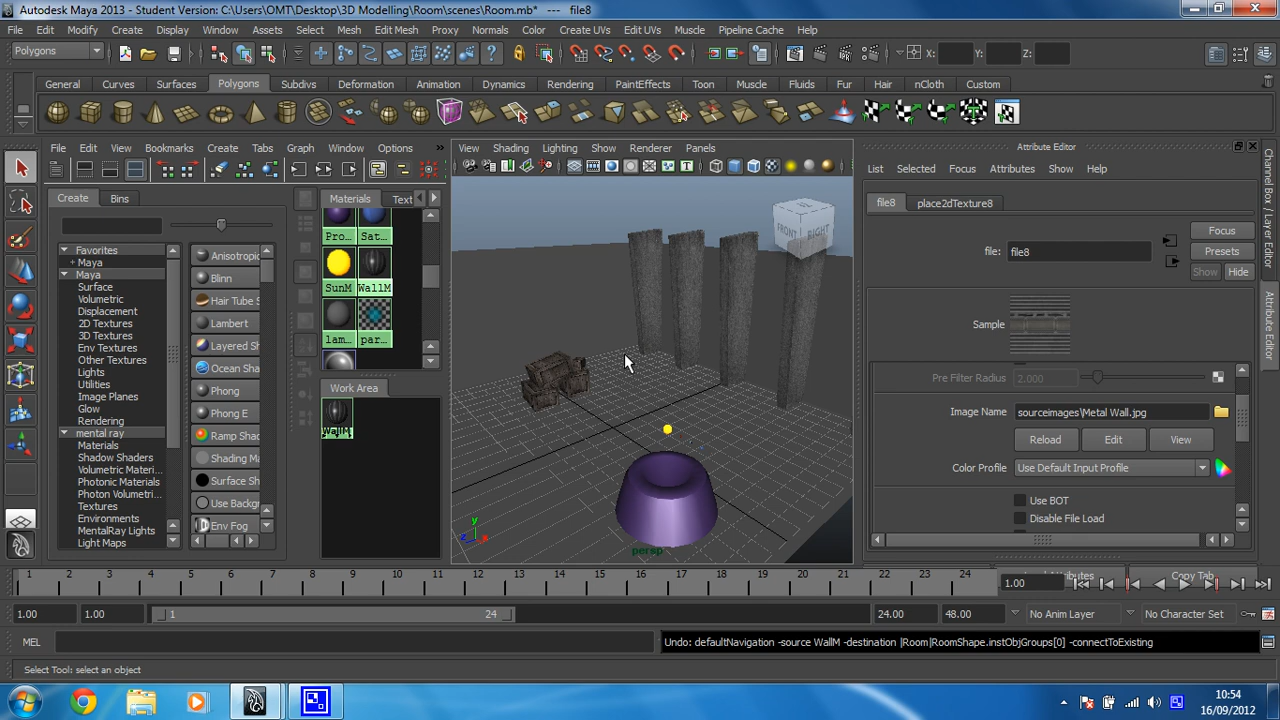 Autodesk Maya 2013 - Student Version: C:\Users\OMT\Desktop\3D Modelling\Room\scenes\Room.mb* --- file8
File Edit Modify Create Display Window Assets Select Mesh Edit Mesh Proxy Normals Color Create UVs Edit UVs Muscle Pipeline Cache Help
Polygons X: Y: Z:
General Curves Surfaces Polygons Subdivs Deformation Animation Dynamics Rendering PaintEffects Toon Muscle Fluids Fur Hair nCloth Custom
File Edit View Bookmarks Create Tabs Graph Window Options »
View Shading Lighting Show Renderer Panels
Attribute Editor
List Selected Focus Attributes Show Help
Create Bins
Materials Text
file8 place2dTexture8
Favorites
+ Maya
Maya
Surface
Volumetric
Displacement
2D Textures
3D Textures
Env Textures
Other Textures
Lights
Utilities
Image Planes
Glow
Rendering
mental ray
Materials
Shadow Shaders
Volumetric Materi...
Photonic Materials
Photon Volumetri...
Textures
Environments
MentalRay Lights
Light Maps
Anisotropic
Blinn
Hair Tube S
Lambert
Layered Sh
Ocean Sha
Phong
Phong E
Ramp Shad
Shading Ma
Surface Sh
Use Backgr
Env Fog
Pro... Sat...
SunM WallM
lam... par...
Work Area
WallM
FRONT RIGHT
persp
y
z x
file: file8
Focus
Presets
Show Hide
Sample
Pre Filter Radius 2.000
Image Name sourceimages\Metal Wall.jpg
Reload Edit View
Color Profile Use Default Input Profile
Use BOT
Disable File Load
Copy Tab
1 2 3 4 5 6 7 8 9 10 11 12 13 14 15 16 17 18 19 20 21 22 23 24
1.00
1.00 1.00 1 24 24.00 48.00 No Anim Layer No Character Set
MEL
Undo: defaultNavigation -source WallM -destination |Room|RoomShape.instObjGroups[0] -connectToExisting
Select Tool: select an object
10:54
16/09/2012